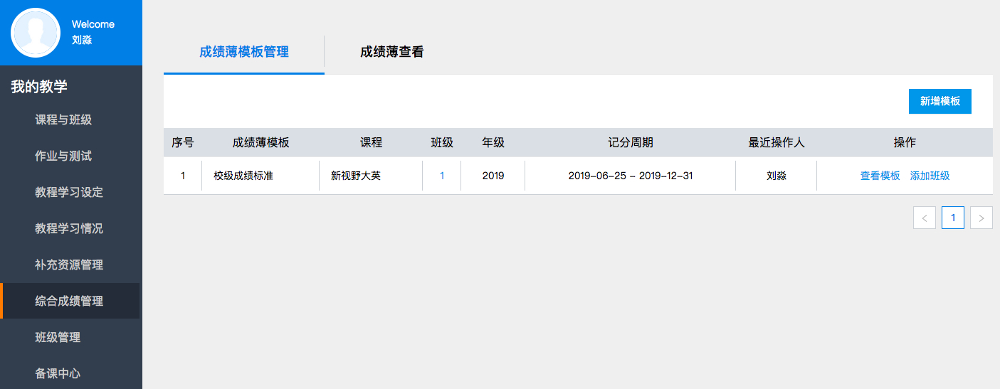 Welcome
刘淼
我的教学
课程与班级
作业与测试
教程学习设定
教程学习情况
补充资源管理
综合成绩管理
班级管理
备课中心
成绩薄模板管理 成绩薄查看
新增模板
序号 成绩薄模板 课程 班级 年级 记分周期 最近操作人 操作
1 校级成绩标准 新视野大英 1 2019 2019-06-25 - 2019-12-31 刘淼 查看模板 添加班级
< 1 >